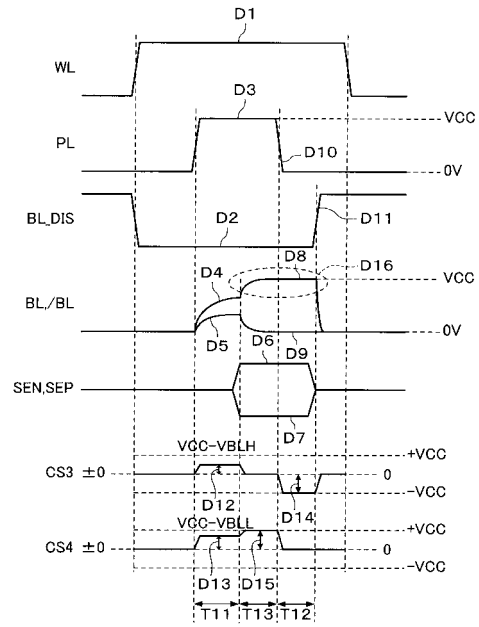 D1
WL
D3
VCC
PL
D10
0V
BL_DIS
D2
D11
D8
D16
D4
VCC
BL,/BL
D5
0V
D6
D9
SEN,SEP
D7
VCC-VBLH
+VCC
CS3 ±0
0
D12
D14
-VCC
VCC-VBLL
+VCC
CS4 ±0
0
D13
D15
-VCC
T11
T13
T12